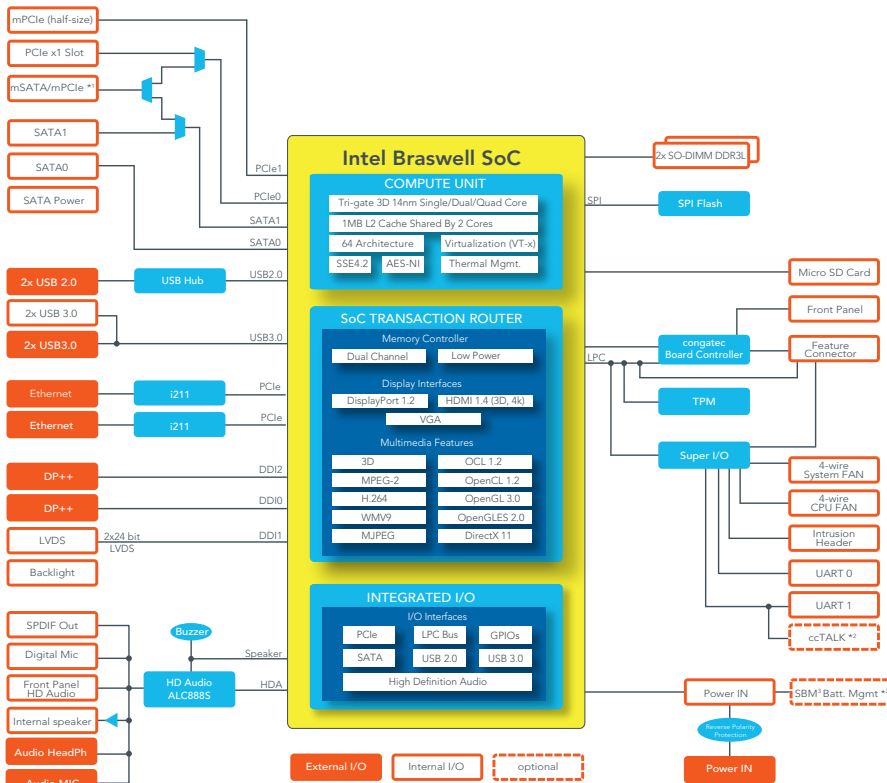 mPCIe (half-size)
PCIe x1 Slot
mSATA/mPCIe *¹
SATA1
SATA0
SATA Power
PCIe1
PCIe0
SATA1
SATA0
2x USB 2.0
USB Hub
USB2.0
2x USB 3.0
2x USB3.0
USB3.0
Ethernet
i211
PCIe
Ethernet
i211
PCIe
DP++
DDI2
DP++
DDI0
LVDS
2x24 bit
LVDS
DDI1
Backlight
SPDIF Out
Digital Mic
Front Panel
HD Audio
Internal speaker
Audio HeadPh
Audio MIC
Buzzer
Speaker
HD Audio
ALC888S
HDA
Intel Braswell SoC
COMPUTE UNIT
Tri-gate 3D 14nm Single/Dual/Quad Core
1MB L2 Cache Shared By 2 Cores
64 Architecture
Virtualization (VT-x)
SSE4.2
AES-NI
Thermal Mgmt.
SoC TRANSACTION ROUTER
Memory Controller
Dual Channel
Low Power
Display Interfaces
DisplayPort 1.2
HDMI 1.4 (3D, 4k)
VGA
Multimedia Features
3D
OCL 1.2
MPEG-2
OpenCL 1.2
H.264
OpenGL 3.0
WMV9
OpenGLES 2.0
MJPEG
DirectX 11
INTEGRATED I/O
I/O Interfaces
PCIe
LPC Bus
GPIOs
SATA
USB 2.0
USB 3.0
High Definition Audio
2x SO-DIMM DDR3L
SPI
SPI Flash
Micro SD Card
Front Panel
congatec
Board Controller
Feature
Connector
LPC
TPM
Super I/O
4-wire
System FAN
4-wire
CPU FAN
Intrusion
Header
UART 0
UART 1
ccTALK *²
Power IN
SBM³ Batt. Mgmt *²
Reverse Polarity
Protection
Power IN
External I/O
Internal I/O
optional